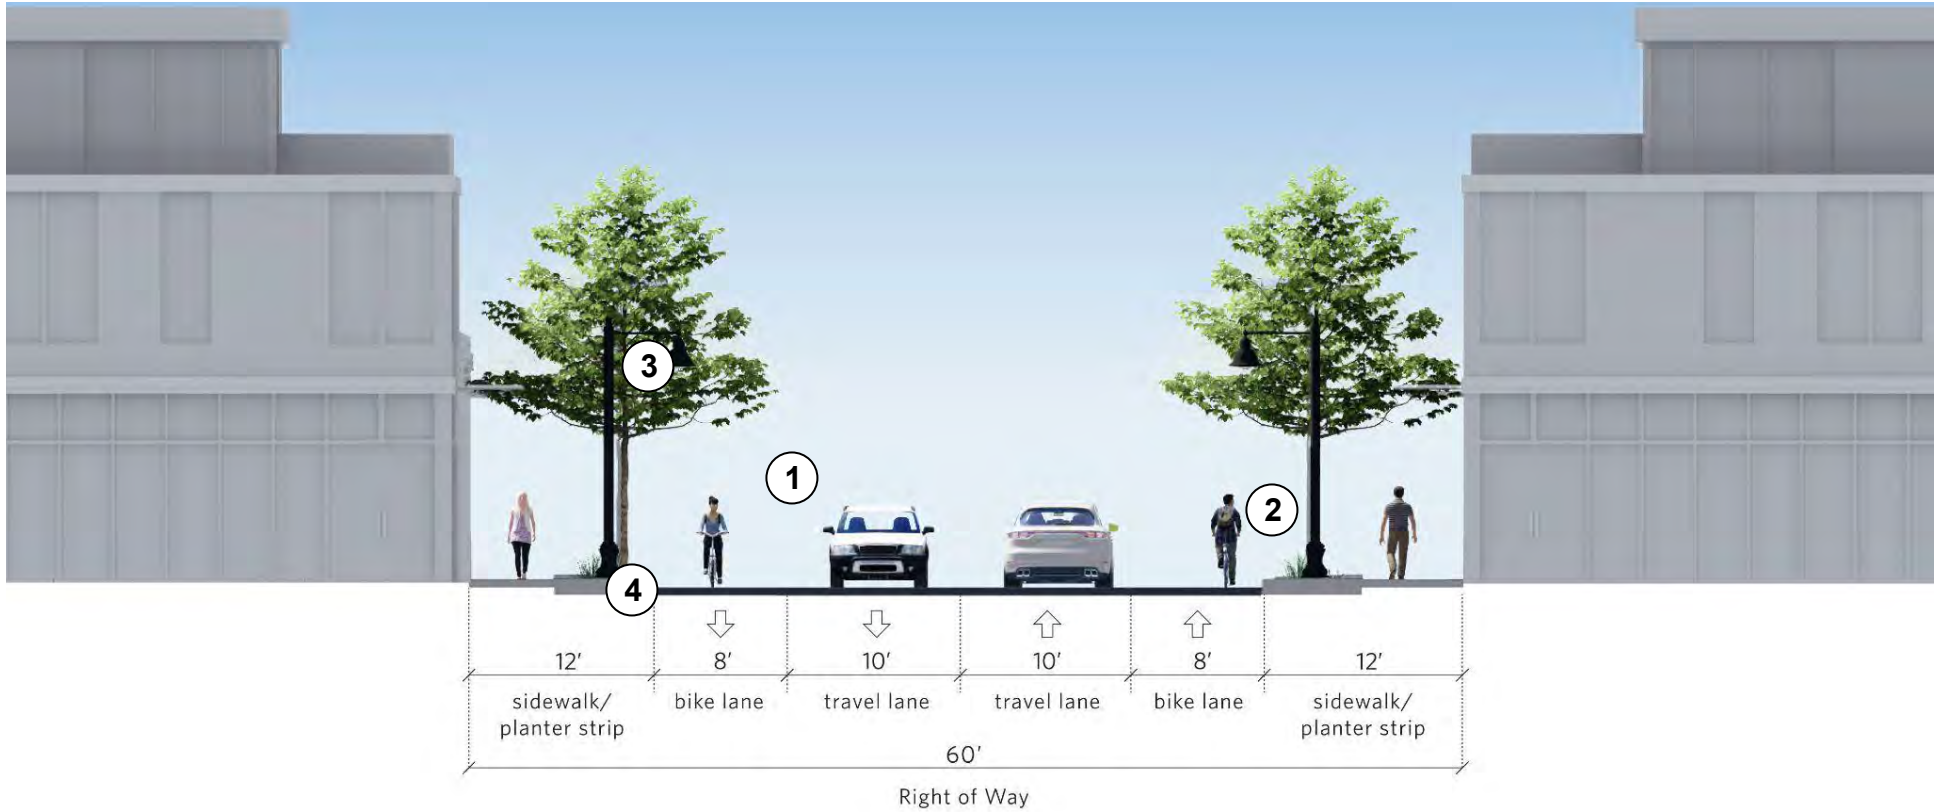 3
1
2
4
12′ 8′ 10′ 10′ 8′ 12′
sidewalk/ planter strip
bike lane
travel lane
travel lane
bike lane
sidewalk/ planter strip
60′
Right of Way